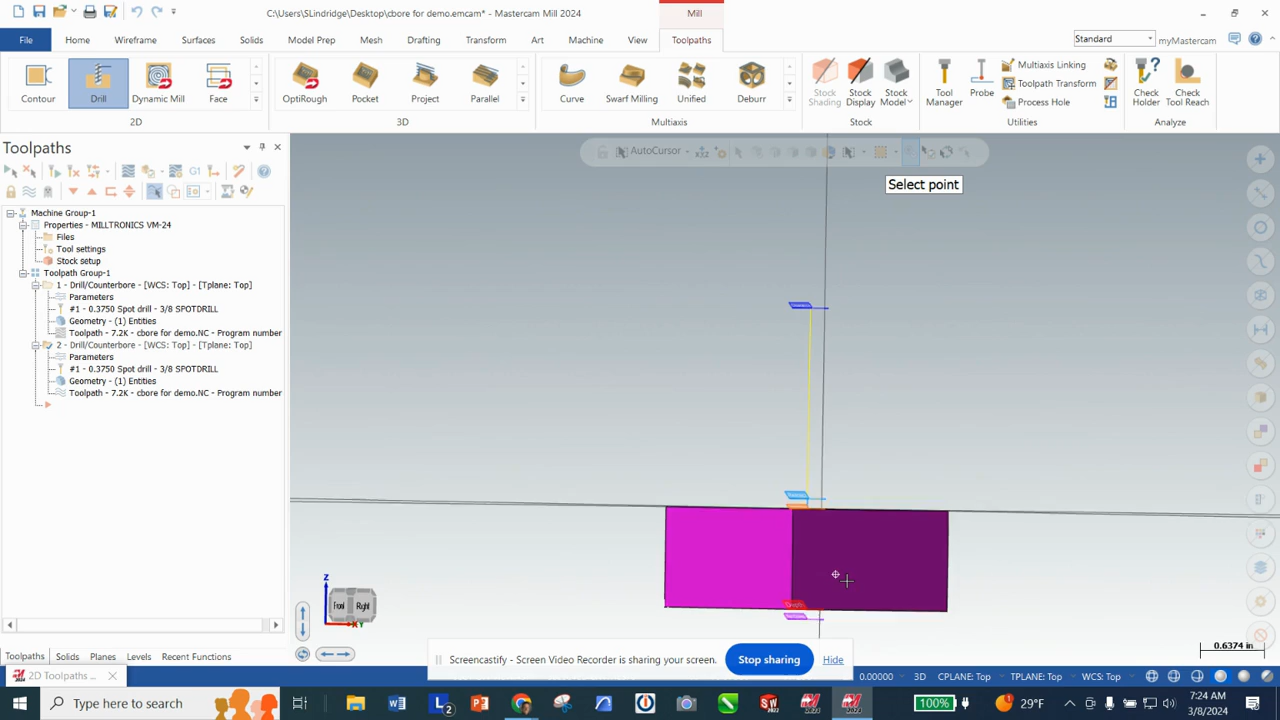 C:\Users\SLindridge\Desktop\cbore for demo.emcam* - Mastercam Mill 2024
Mill
File Home Wireframe Surfaces Solids Model Prep Mesh Drafting Transform Art Machine View Toolpaths
Standard
myMastercam
Contour Drill Dynamic Mill Face
2D
OptiRough Pocket Project Parallel
3D
Curve Swarf Milling Unified Deburr
Multiaxis
Stock Shading
Stock Display
Stock Model
Stock
Tool Manager
Probe
Multiaxis Linking
Toolpath Transform
Process Hole
Utilities
Check Holder
Check Tool Reach
Analyze
Toolpaths
AutoCursor
Select point
G1
Machine Group-1
Properties - MILLTRONICS VM-24
Files
Tool settings
Stock setup
Toolpath Group-1
1 - Drill/Counterbore - [WCS: Top] - [Tplane: Top]
Parameters
#1 - 0.3750 Spot drill - 3/8 SPOTDRILL
Geometry - (1) Entities
Toolpath - 7.2K - cbore for demo.NC - Program number
2 - Drill/Counterbore - [WCS: Top] - [Tplane: Top]
Parameters
#1 - 0.3750 Spot drill - 3/8 SPOTDRILL
Geometry - (1) Entities
Toolpath - 7.2K - cbore for demo.NC - Program number
Z
Front Right
0.6374 in
Toolpaths Solids Planes Levels Recent Functions
Screencastify - Screen Video Recorder is sharing your screen. Stop sharing Hide
2D Toolpaths ...
0.00000 3D CPLANE: Top TPLANE: Top WCS: Top
Type here to search
100%
29°F
7:24 AM
3/8/2024